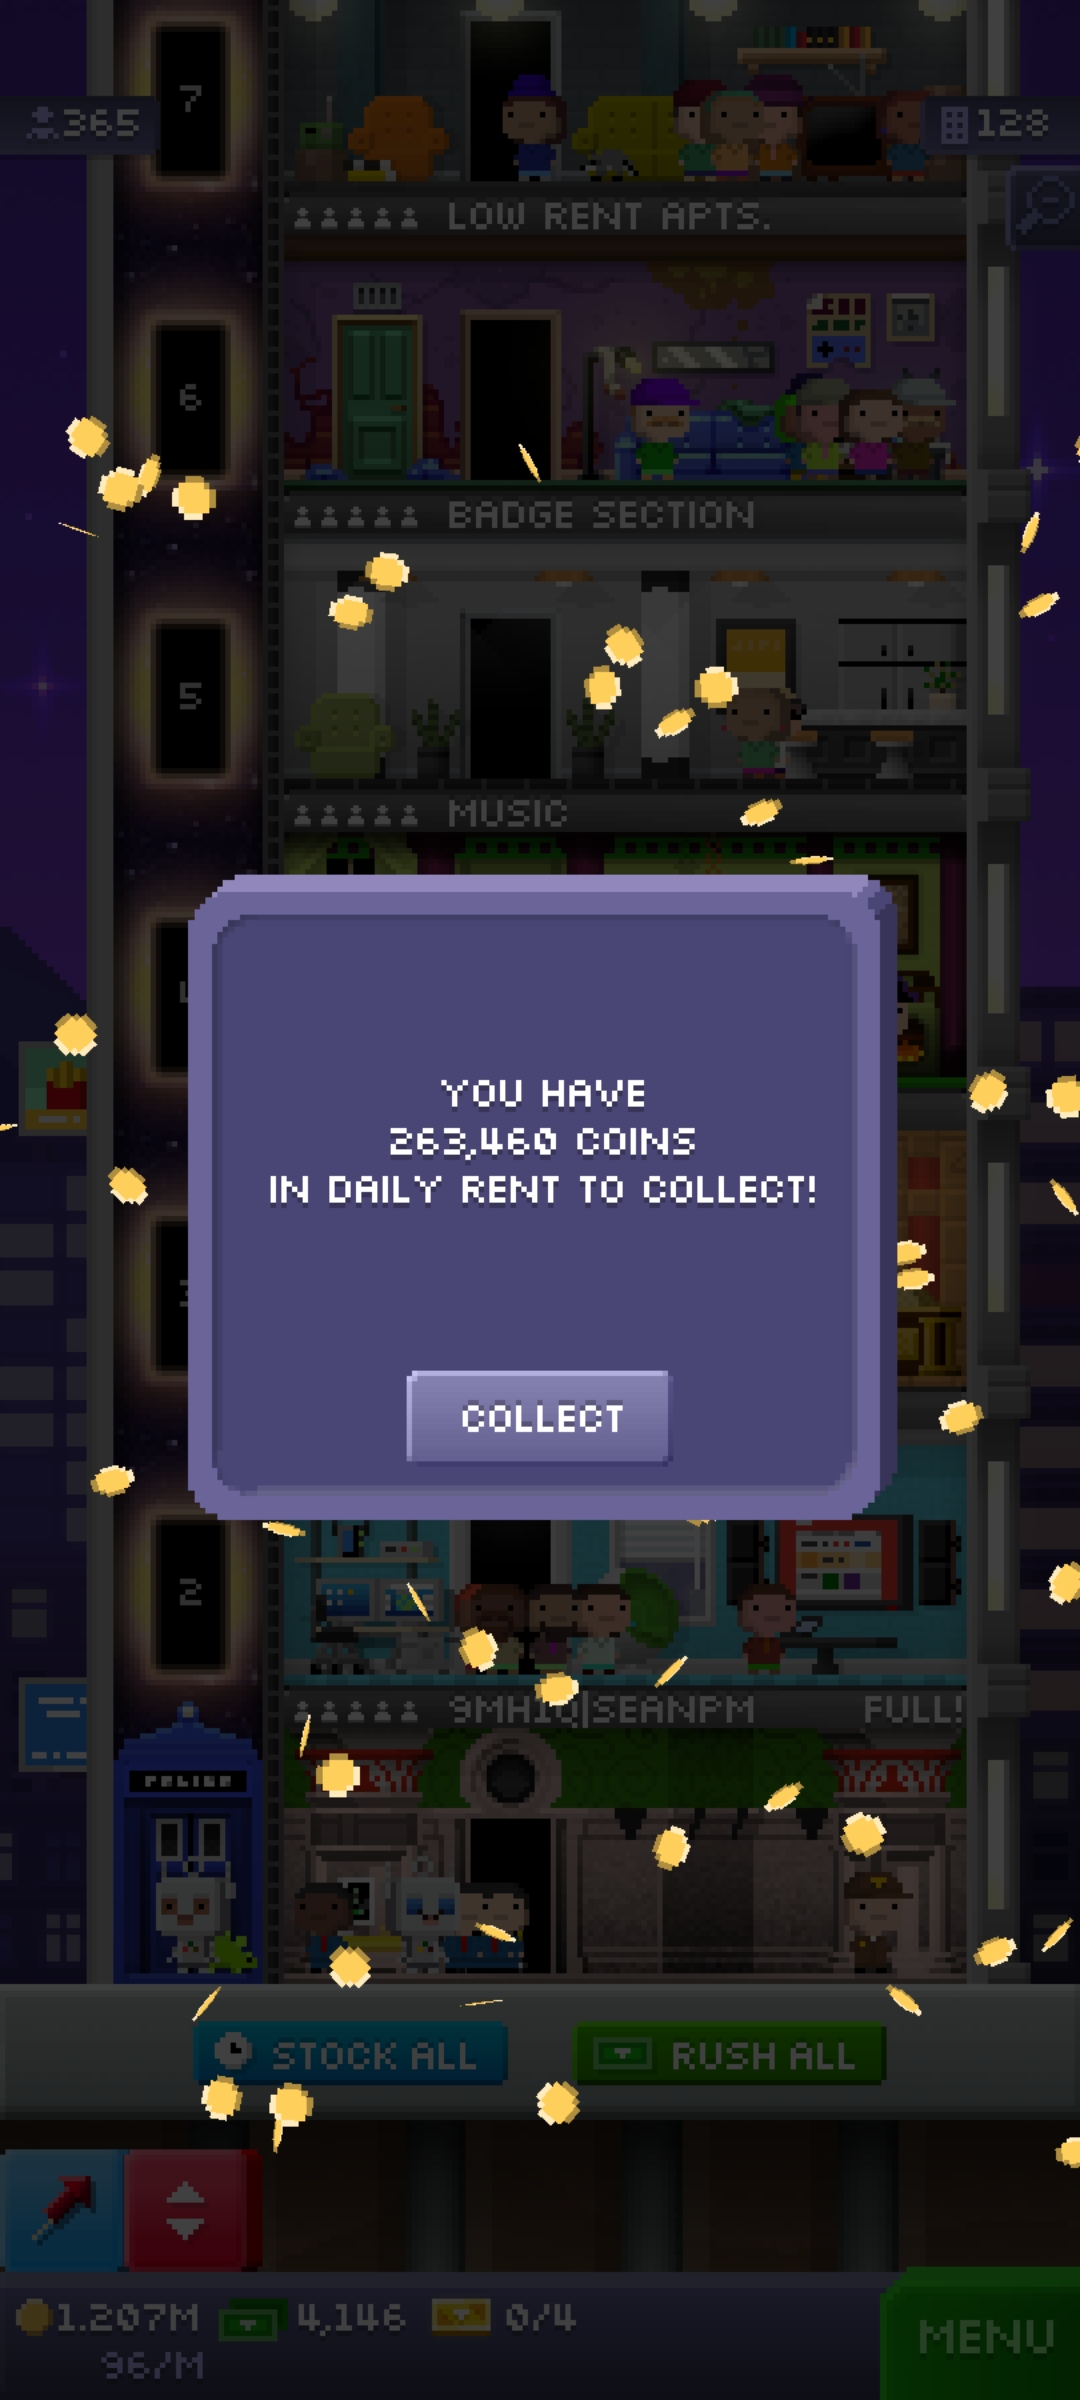 7
365
128
LOW RENT APTS.
6
BADGE SECTION
5
MUSIC
YOU HAVE
263,460 COINS
IN DAILY RENT TO COLLECT!
COLLECT
2
9MH1Q|SEANPM FULL!
POLICE
STOCK ALL
RUSH ALL
1.207M
4,146
0/4
96/M
MENU